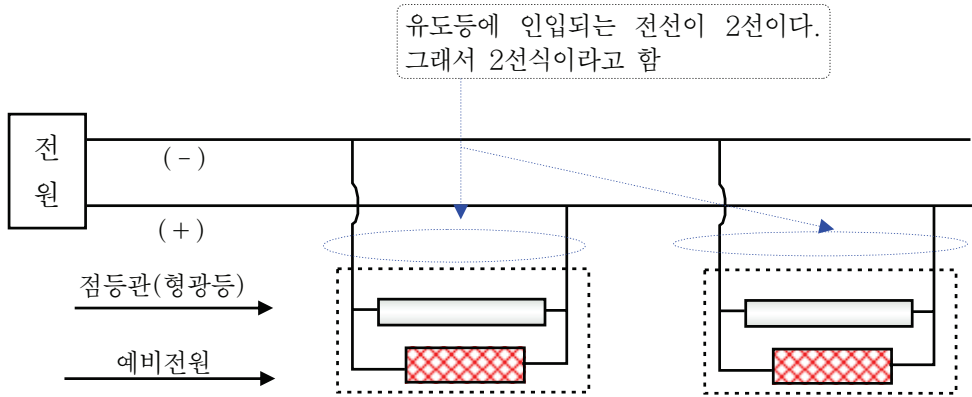 유도등에 인입되는 전선이 2선이다.
그래서 2선식이라고 함
전
원
(-)
(+)
점등관(형광등)
예비전원